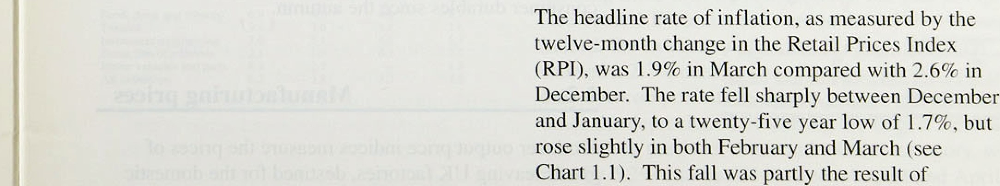 The headline rate of inflation, as measured by the
twelve-month change in the Retail Prices Index
(RPI), was 1.9% in March compared with 2.6% in
December. The rate fell sharply between December
and January, to a twenty-five year low of 1.7%, but
rose slightly in both February and March (see
Chart 1.1). This fall was partly the result of